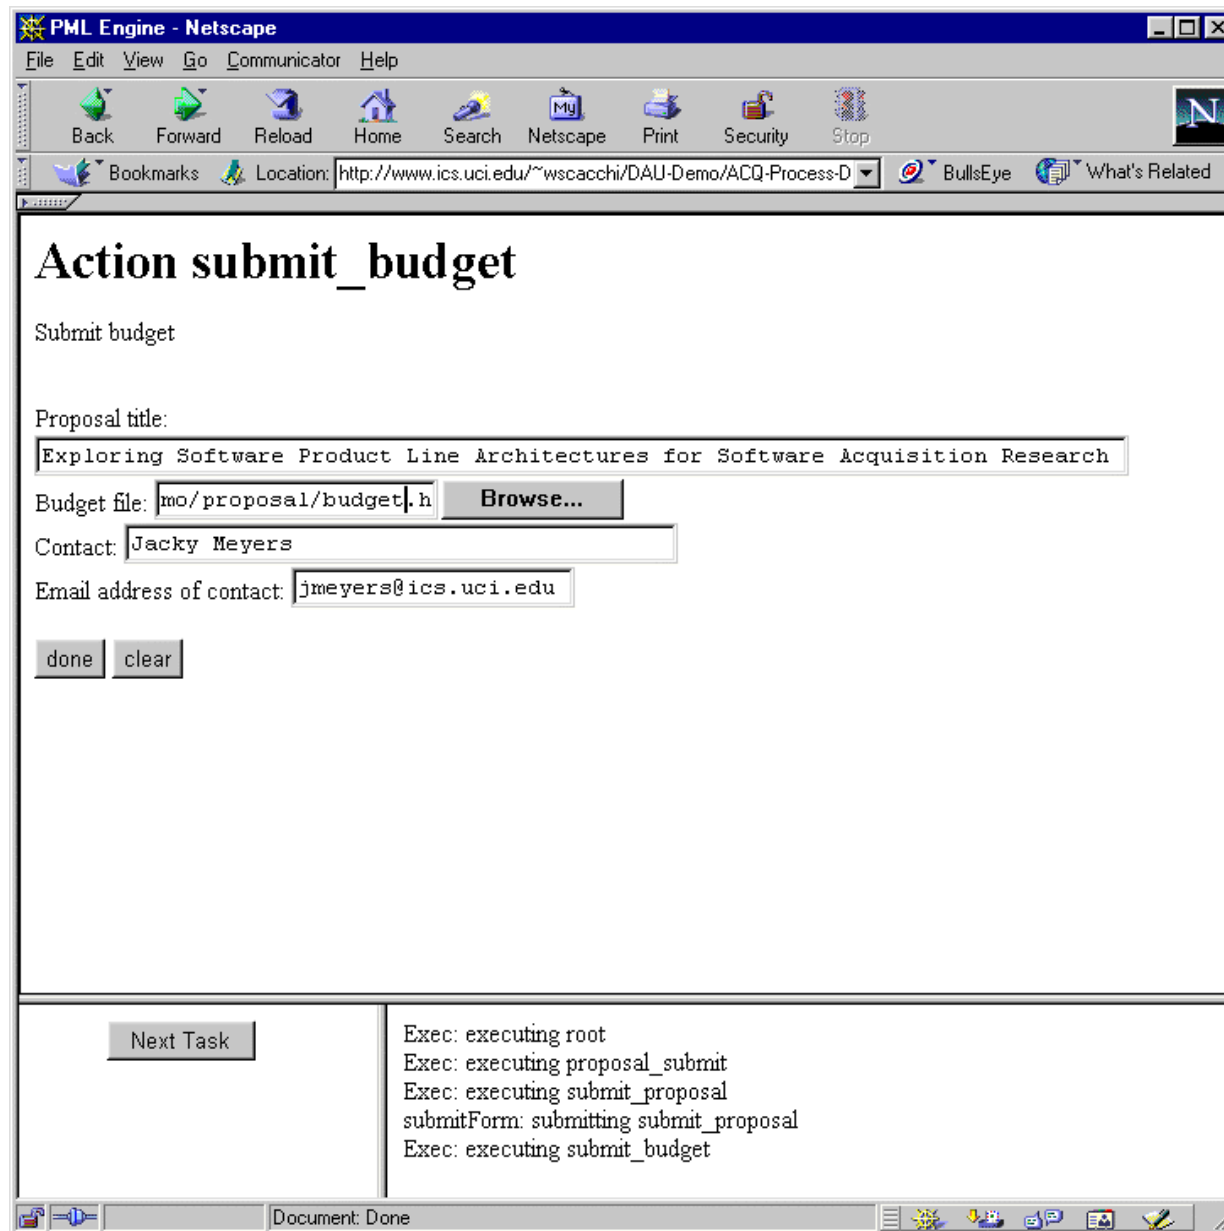 PML Engine - Netscape
File Edit View Go Communicator Help
My N
Back Forward Reload Home Search Netscape Print Security Stop
Bookmarks Location: http://www.ics.uci.edu/~wscacchi/DAU-Demo/ACQ-Process-D BullsEye What's Related
Action submit_budget
Submit budget
Proposal title:
Exploring Software Product Line Architectures for Software Acquisition Research
Budget file: mo/proposal/budget.h Browse...
Contact: Jacky Meyers
Email address of contact: jmeyers@ics.uci.edu
done clear
Next Task
Exec: executing root
Exec: executing proposal_submit
Exec: executing submit_proposal
submitForm: submitting submit_proposal
Exec: executing submit_budget
Document: Done